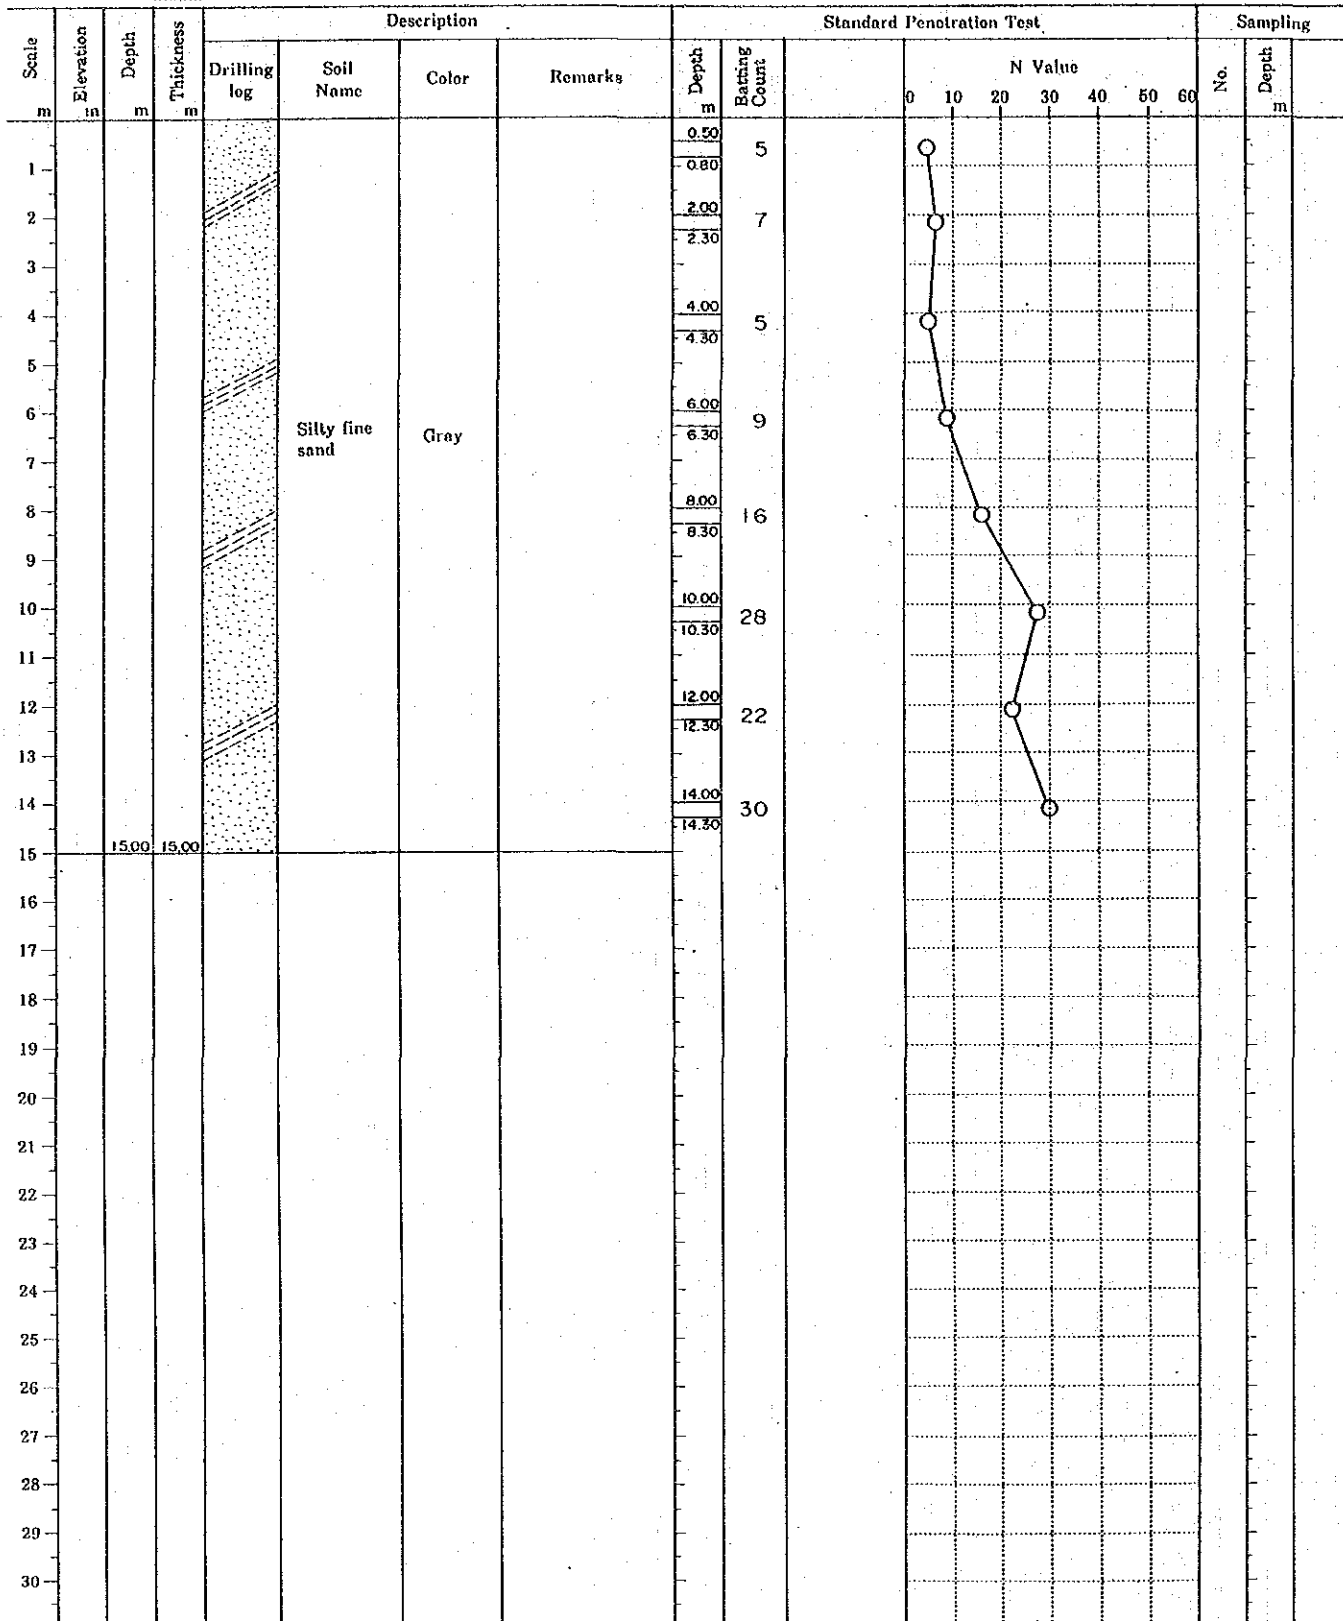 Description Standard Penotration Test Sampling
Scale m
Elevation m
Depth m
Thickness m
Drilling log
Soil Name
Color
Remarks
Depth m
Batting Count
N Value
0 10 20 30 40 50 60
No.
Depth m
0.50
0.80 5
1
2.00
2 7
2.30
3
4.00
4 5
4.30
5
6.00
6 9
Silty fine sand Gray
6.30
7
8.00
8 16
8.30
9
10.00
10 28
10.30
11
12.00
12 22
12.30
13
14.00
14 30
14.30
15 15.00 15.00
16
17
18
19
20
21
22
23
24
25
26
27
28
29
30